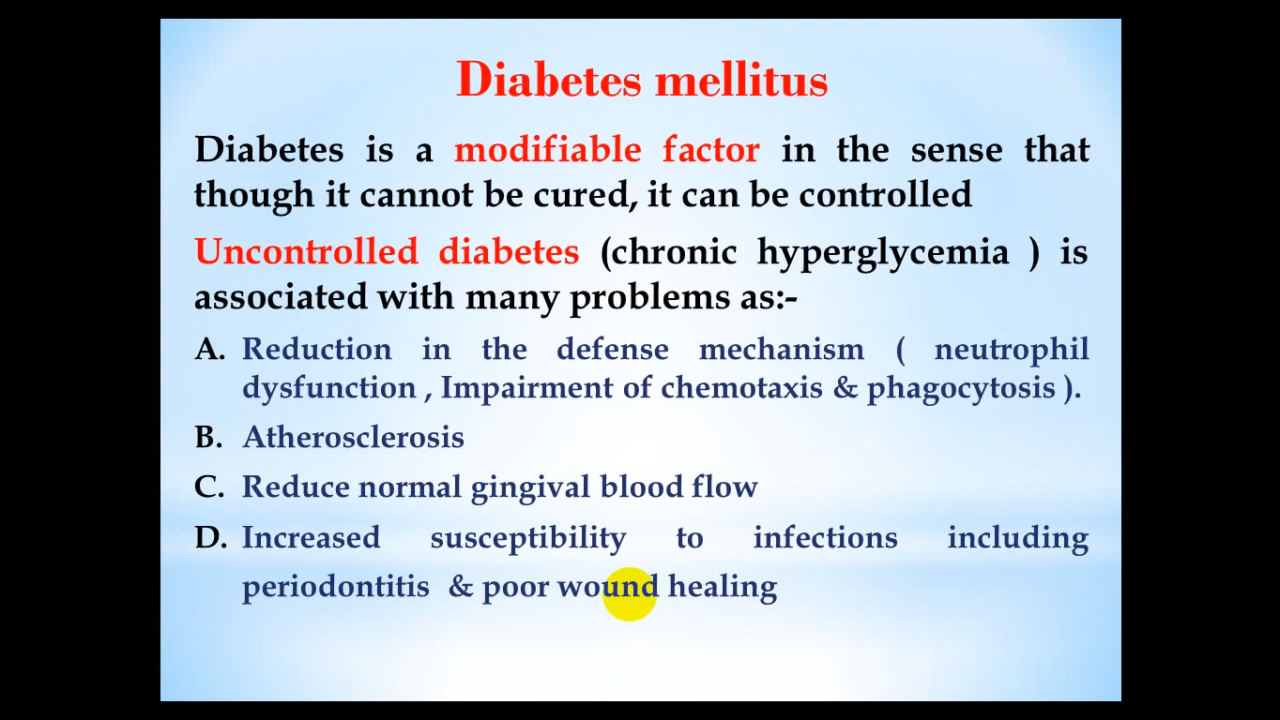 Diabetes mellitus
Diabetes is a modifiable factor in the sense that
though it cannot be cured, it can be controlled
Uncontrolled diabetes (chronic hyperglycemia ) is
associated with many problems as:-
A. Reduction in the defense mechanism ( neutrophil
dysfunction , Impairment of chemotaxis & phagocytosis ).
B. Atherosclerosis
C. Reduce normal gingival blood flow
D. Increased susceptibility to infections including
periodontitis & poor wound healing